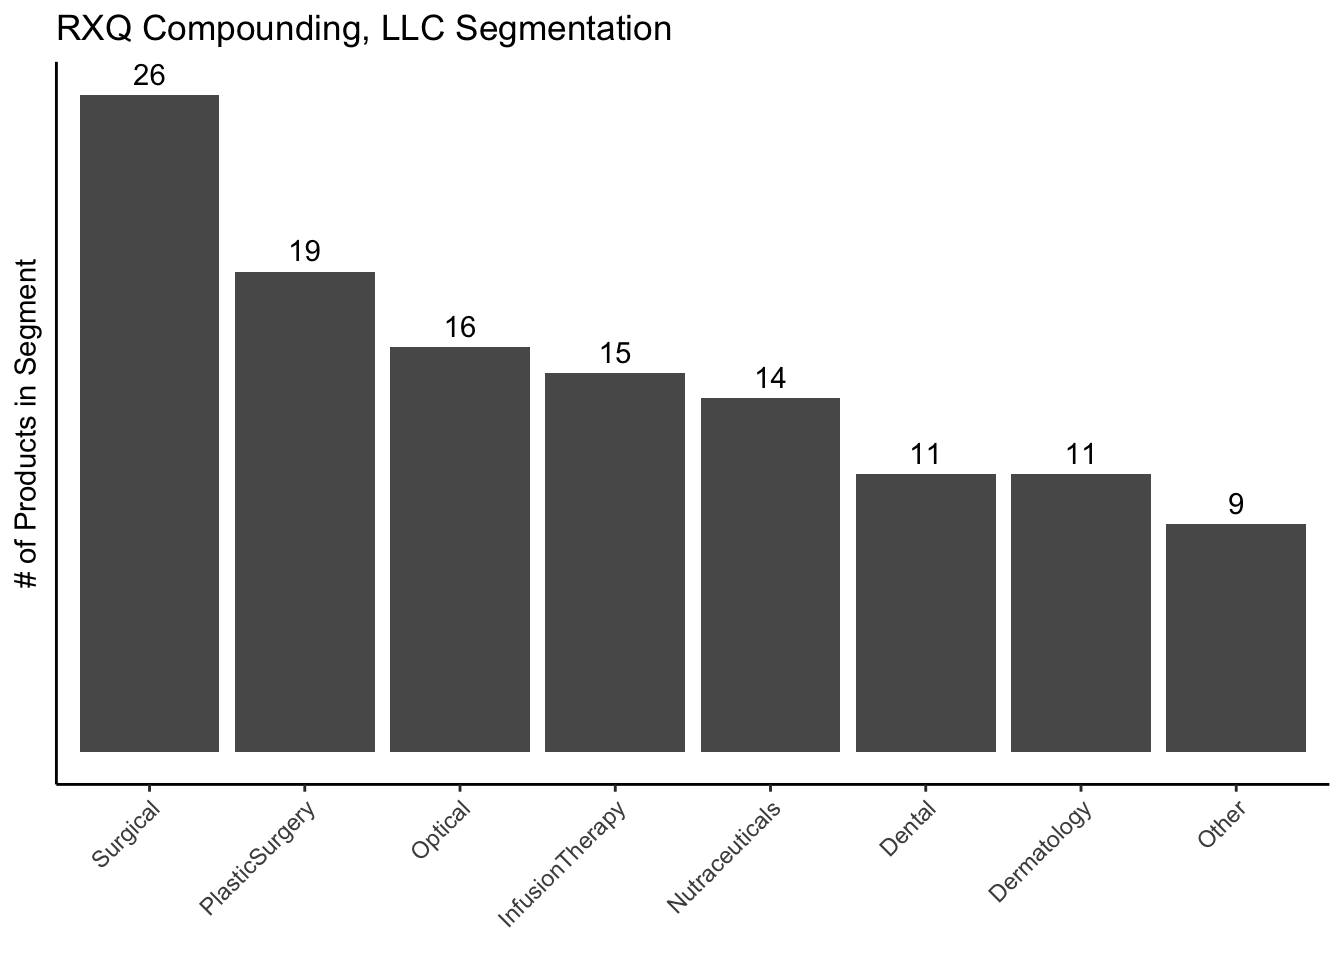 RXQ Compounding, LLC Segmentation
# of Products in Segment
26
19
16
15
14
11
11
9
Surgical
PlasticSurgery
Optical
InfusionTherapy
Nutraceuticals
Dental
Dermatology
Other